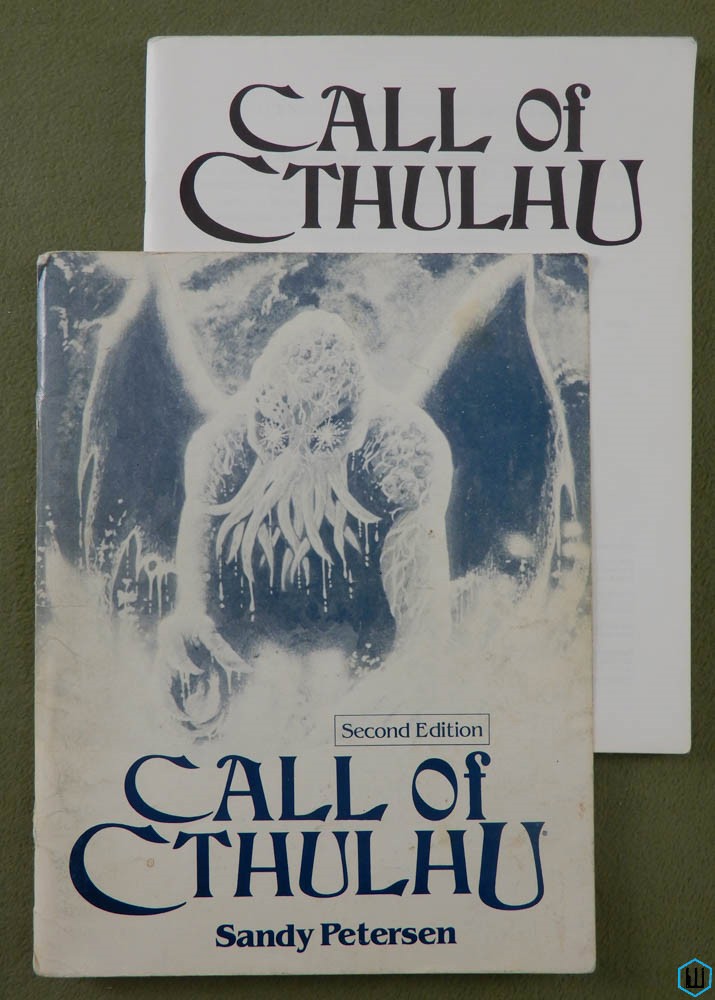 CALL Of
CTHULHU
Second Edition
CALL Of
CTHULHU®
Sandy Petersen